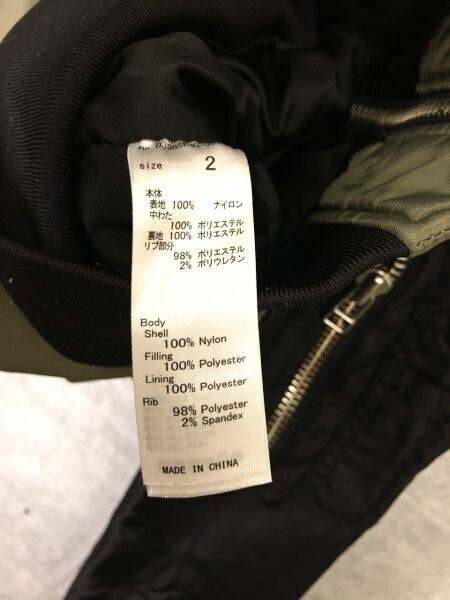 size 2
本体
表地 100% ナイロン
中わた
100% ポリエステル
裏地 100% ポリエステル
リブ部分
98% ポリエステル
2% ポリウレタン
Body
Shell
100% Nylon
Filling
100% Polyester
Lining
100% Polyester
Rib
98% Polyester
2% Spandex
MADE IN CHINA